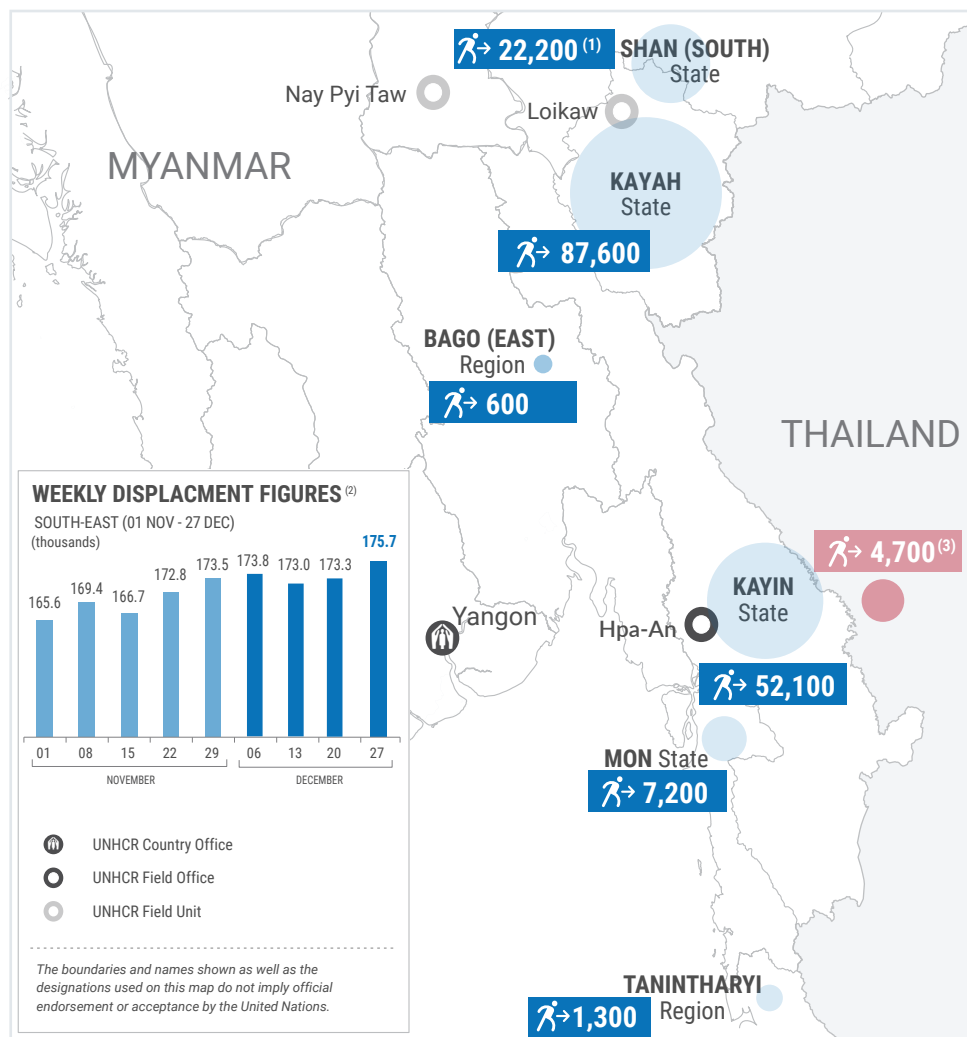 22,200 (1)
SHAN (SOUTH)
State
Nay Pyi Taw
Loikaw
MYANMAR
KAYAH
State
87,600
BAGO (EAST)
Region
600
THAILAND
WEEKLY DISPLACMENT FIGURES (2)
SOUTH-EAST (01 NOV - 27 DEC)
(thousands)
165.6 169.4 166.7 172.8 173.5 173.8 173.0 173.3 175.7
01 08 15 22 29 06 13 20 27
NOVEMBER DECEMBER
4,700 (3)
KAYIN
State
Yangon
Hpa-An
52,100
MON State
7,200
UNHCR Country Office
UNHCR Field Office
UNHCR Field Unit
The boundaries and names shown as well as the
designations used on this map do not imply official
endorsement or acceptance by the United Nations.
TANINTHARYI
Region
1,300